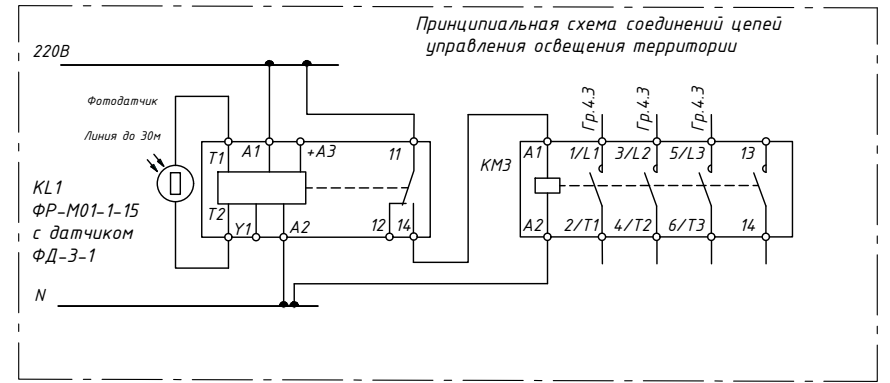 Принципиальная схема соединений цепей
управления освещения территории
220В
Фотодатчик
Линия до 30м
KL1
ФР-М01-1-15
с датчиком
ФД-3-1
N
T1
A1
+A3
11
T2
Y1
A2
12
14
КМ3
Гр.4.3
Гр.4.3
Гр.4.3
A1
1/L1
3/L2
5/L3
13
A2
2/T1
4/T2
6/T3
14